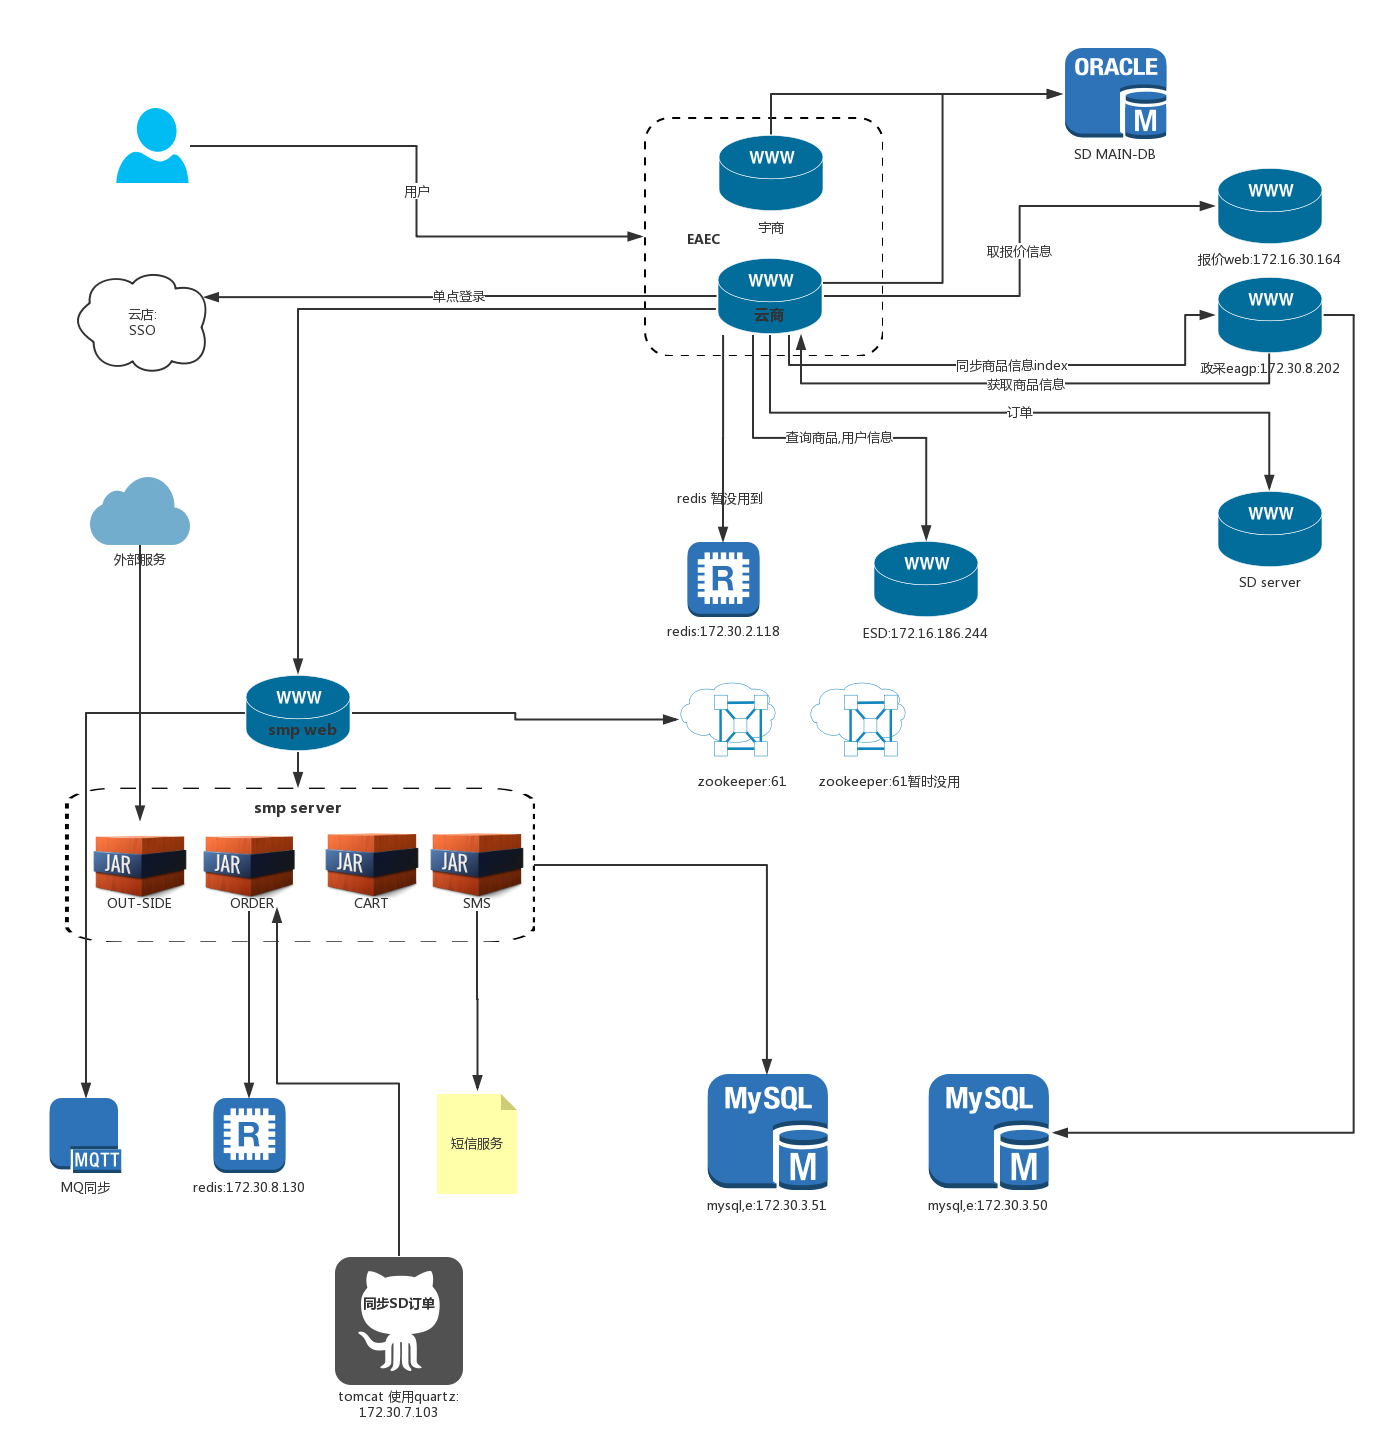 ORACLE
M
SD MAIN-DB
用户
WWW
宇商
EAEC
WWW
云商
取报价信息
WWW
报价web:172.16.30.164
云店:
SSO
单点登录
WWW
政采eagp:172.30.8.202
同步商品信息index
获取商品信息
订单
查询商品,用户信息
redis 暂没用到
外部服务
R
redis:172.30.2.118
WWW
ESD:172.16.186.244
WWW
SD server
WWW
smp web
zookeeper:61
zookeeper:61暂时没用
smp server
JAR
OUT-SIDE
JAR
ORDER
JAR
CART
JAR
SMS
MQTT
MQ同步
R
redis:172.30.8.130
短信服务
MySQL
M
mysql,e:172.30.3.51
MySQL
M
mysql,e:172.30.3.50
同步SD订单
tomcat 使用quartz:
172.30.7.103